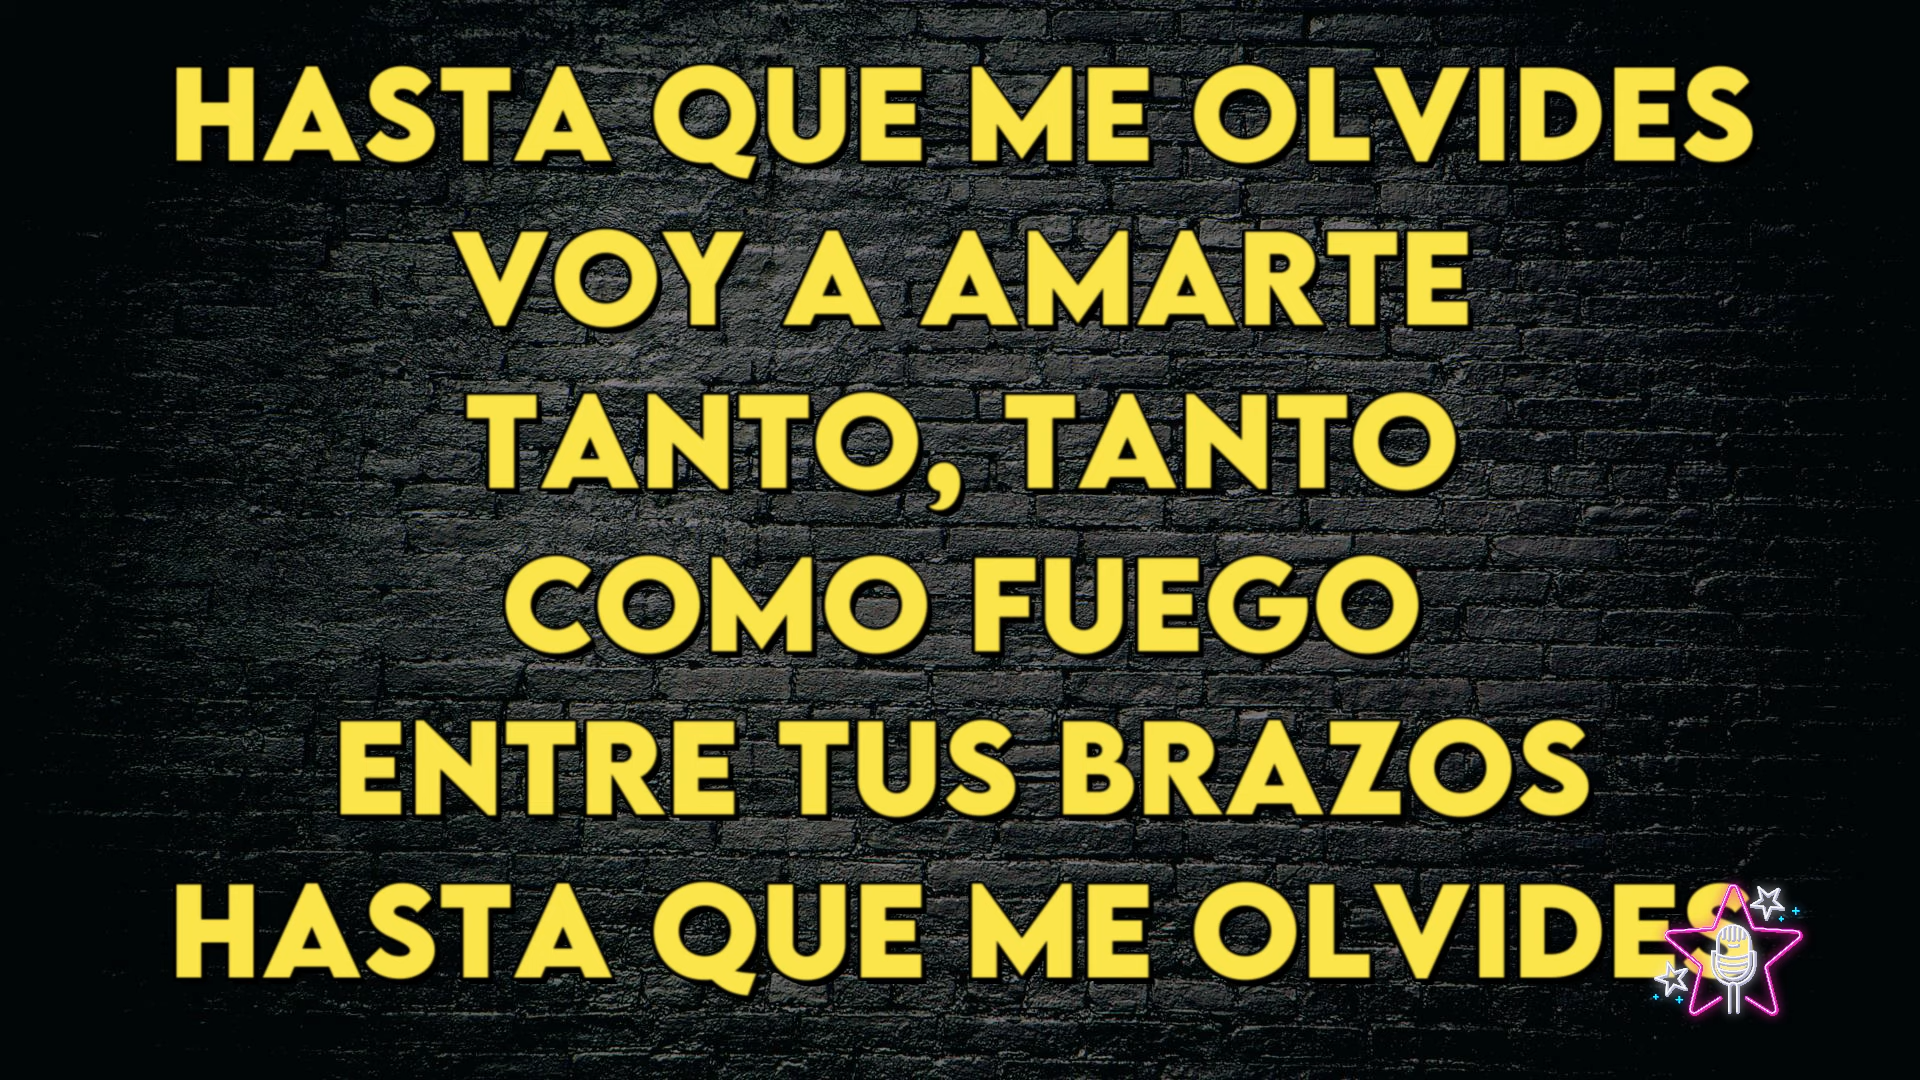 HASTA QUE ME OLVIDES
VOY A AMARTE
TANTO, TANTO
COMO FUEGO
ENTRE TUS BRAZOS
HASTA QUE ME OLVIDES